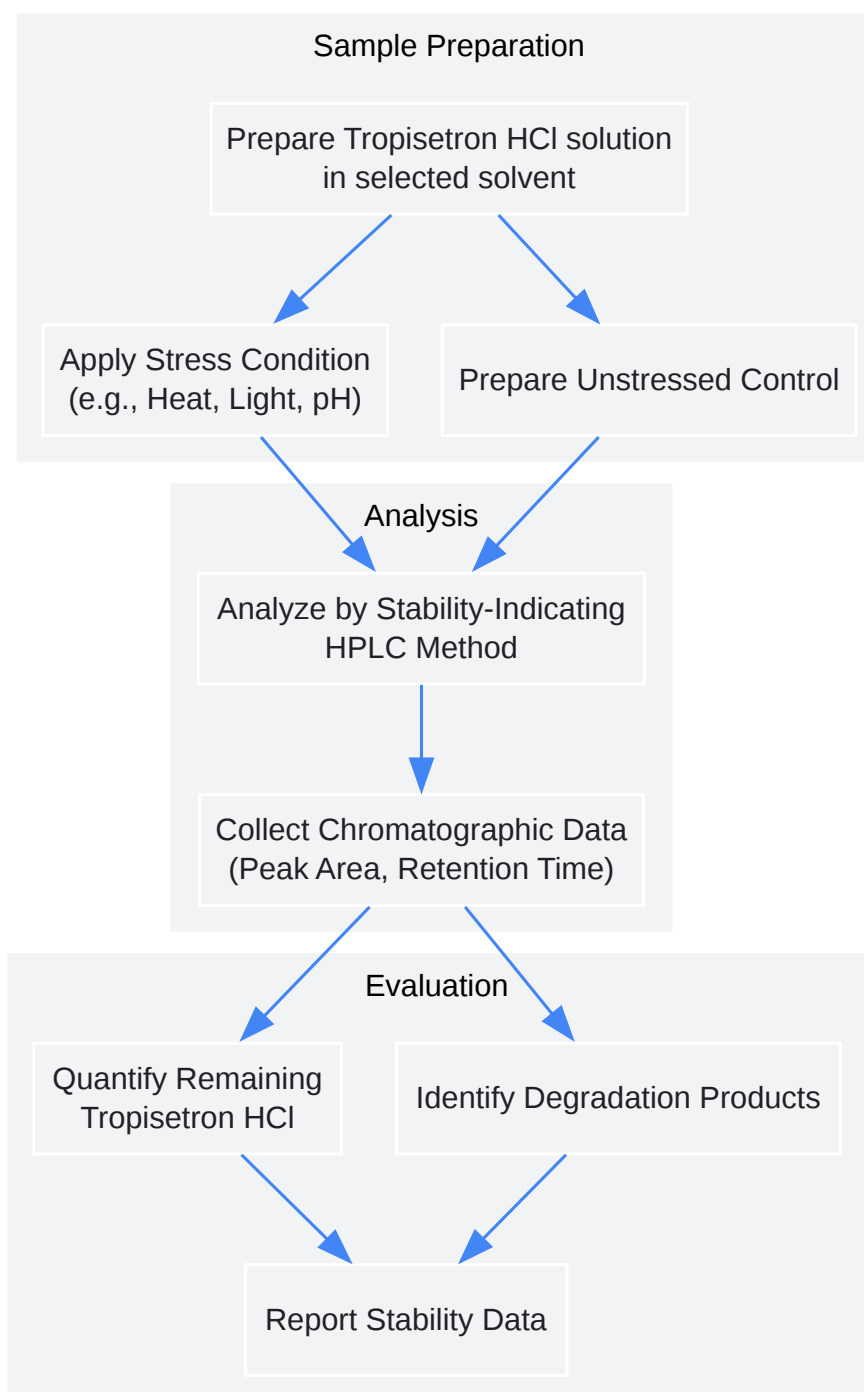 Sample Preparation
Prepare Tropisetron HCl solution
in selected solvent
Apply Stress Condition
(e.g., Heat, Light, pH)
Prepare Unstressed Control
Analysis
Analyze by Stability-Indicating
HPLC Method
Collect Chromatographic Data
(Peak Area, Retention Time)
Evaluation
Quantify Remaining
Tropisetron HCl
Identify Degradation Products
Report Stability Data